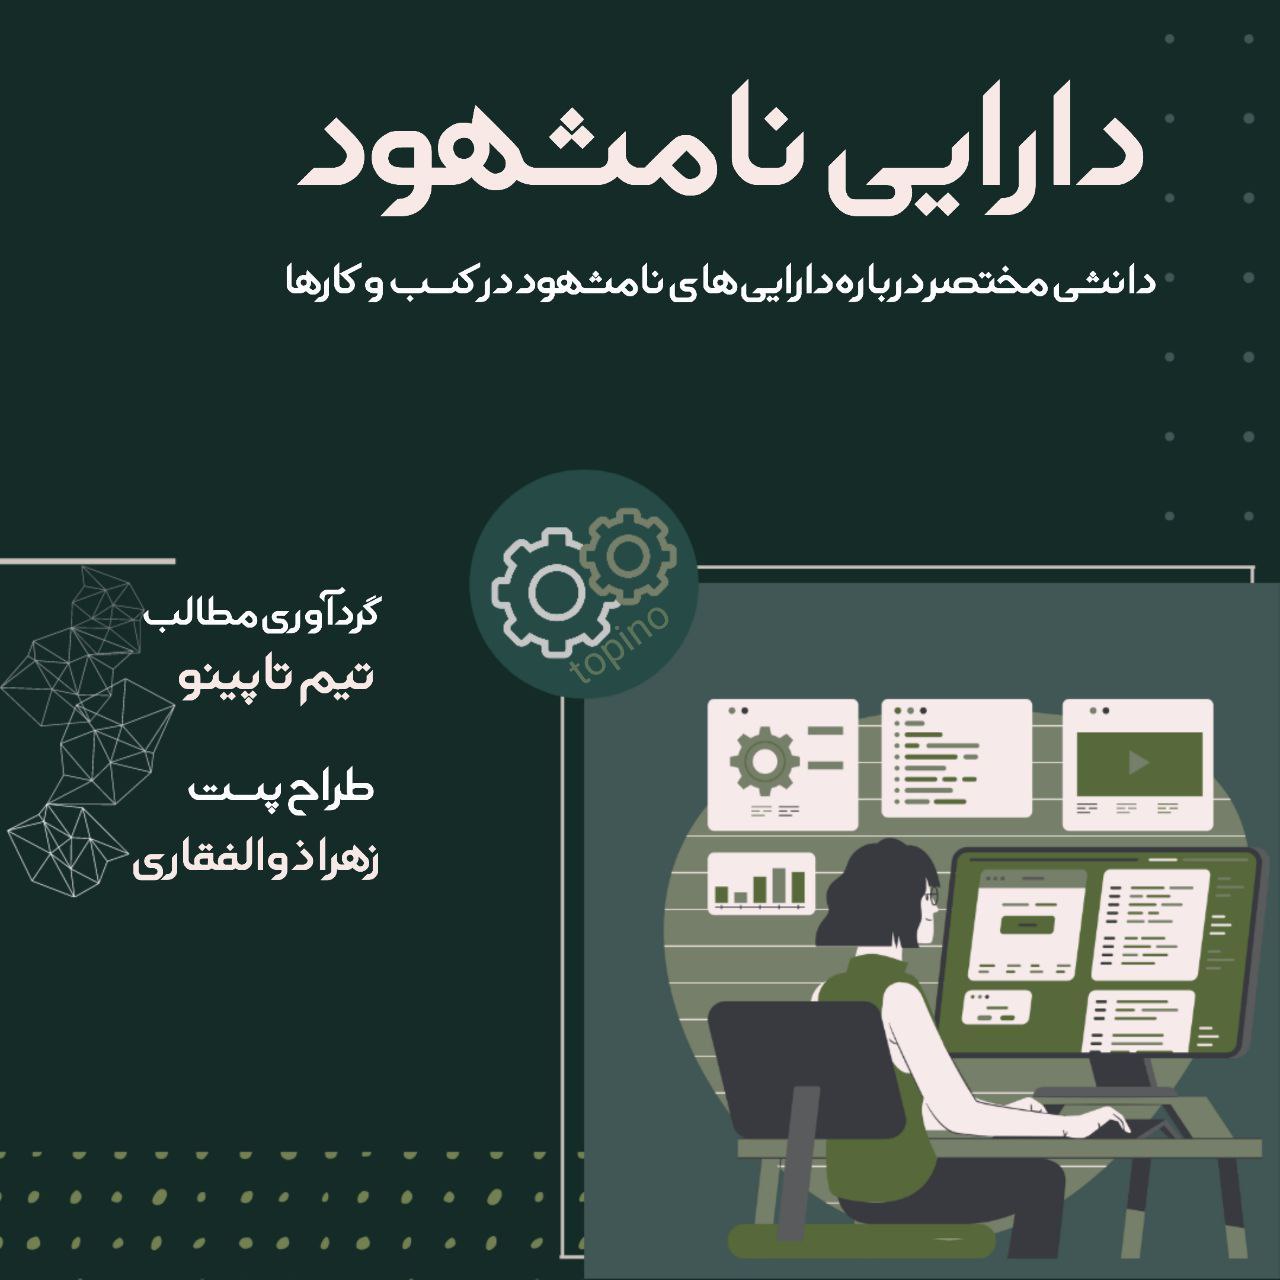 دارایی نامشهود
دانشی مختصر درباره دارایی‌های نامشهود در کسب و کارها
topino
گردآوری مطالب
تیم تاپینو
طراح پست
زهرا ذوالفقاری